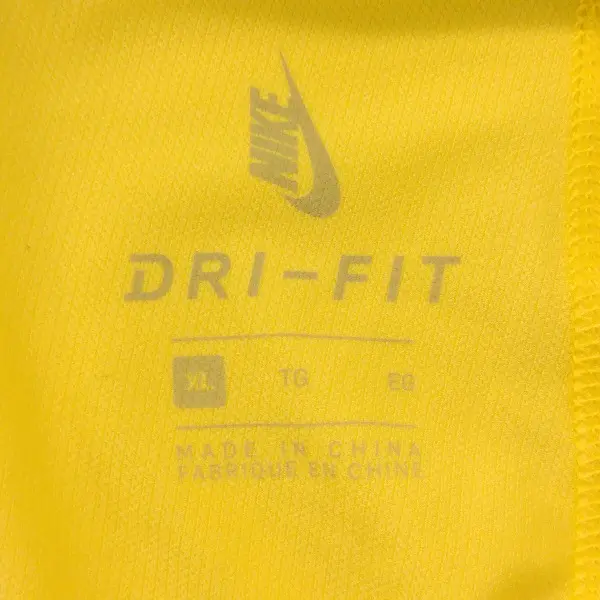 NIKE
DRI-FIT
XL TG EG
MADE IN CHINA
FABRIQUE EN CHINE